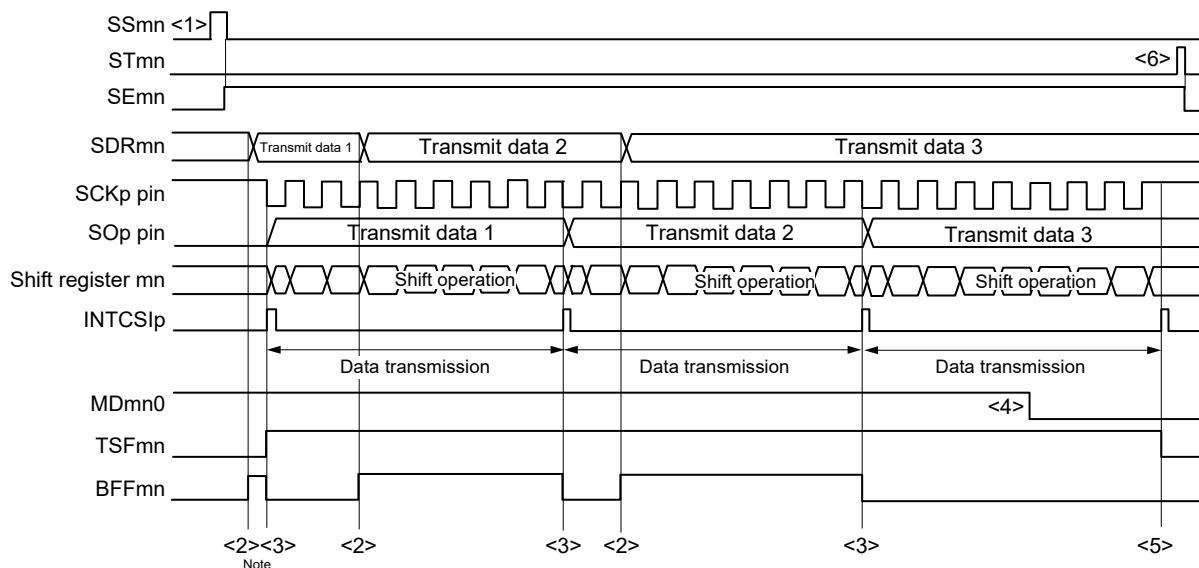 SSmn <1>
STmn <6>
SEmn
SDRmn Transmit data 1 Transmit data 2 Transmit data 3
SCKp pin
SOp pin Transmit data 1 Transmit data 2 Transmit data 3
Shift register mn Shift operation Shift operation Shift operation
INTCSIp
Data transmission Data transmission Data transmission
MDmn0 <4>
TSFmn
BFFmn
<2> <3> <2> <3> <2> <3> <5>
Note